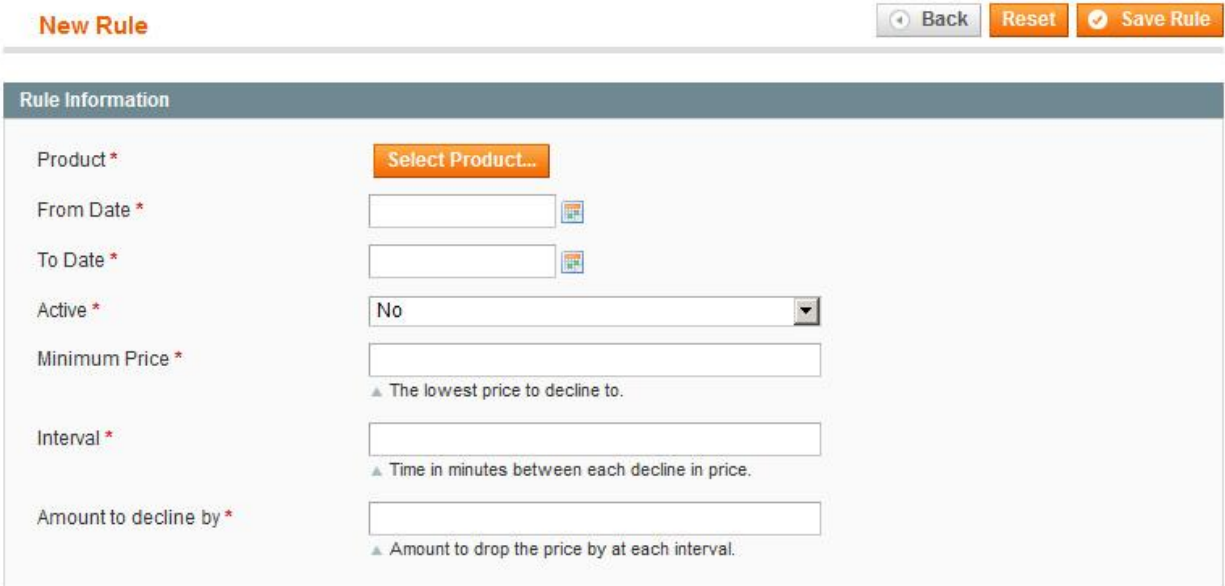 New Rule
Back
Reset
Save Rule
Rule Information
Product *
Select Product...
From Date *
To Date *
Active *
No
Minimum Price *
The lowest price to decline to.
Interval *
Time in minutes between each decline in price.
Amount to decline by *
Amount to drop the price by at each interval.